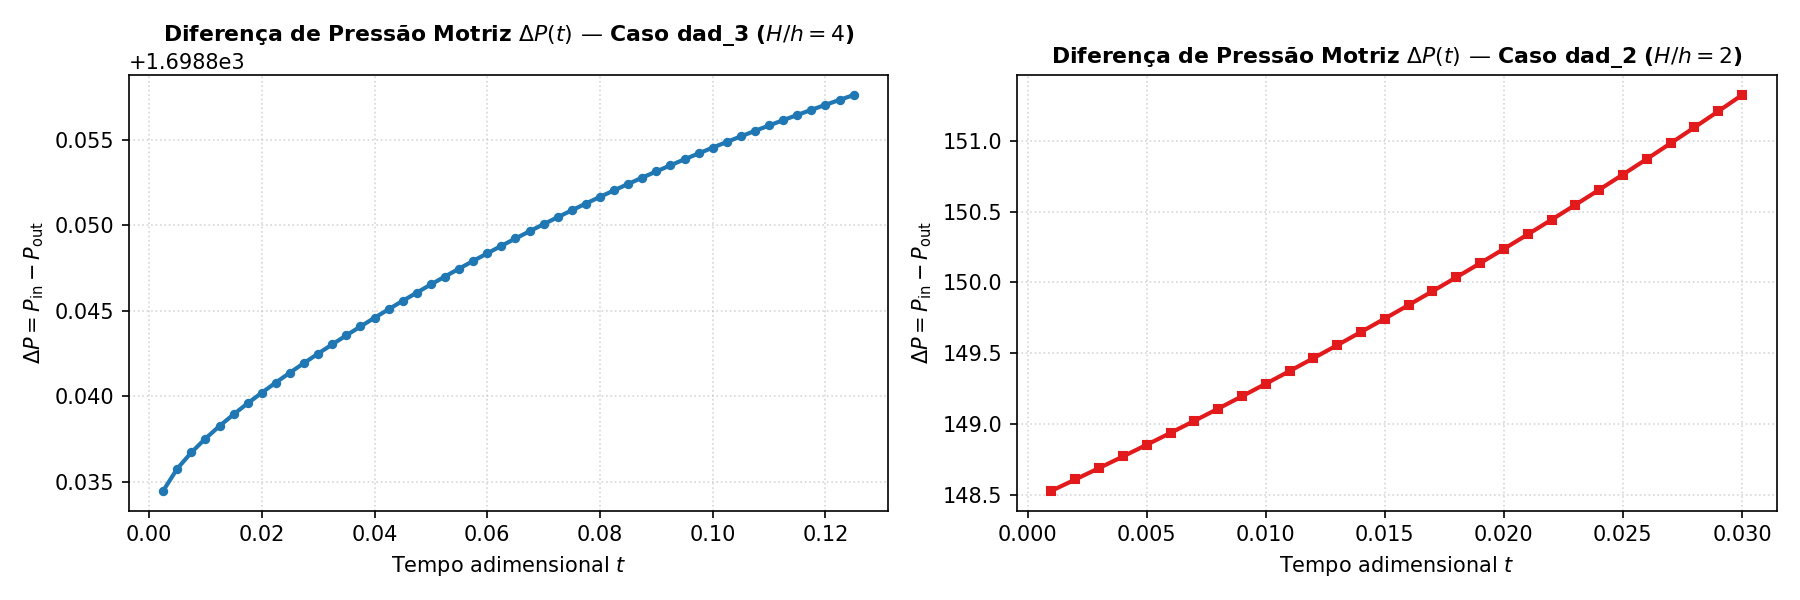 Diferença de Pressão Motriz ΔP(t) — Caso dad_3 (H/h = 4)
+1.6988e3
0.055
0.050
0.045
0.040
0.035
ΔP = P_in − P_out
0.00 0.02 0.04 0.06 0.08 0.10 0.12
Tempo adimensional t
Diferença de Pressão Motriz ΔP(t) — Caso dad_2 (H/h = 2)
151.0
150.5
150.0
149.5
149.0
148.5
ΔP = P_in − P_out
0.000 0.005 0.010 0.015 0.020 0.025 0.030
Tempo adimensional t